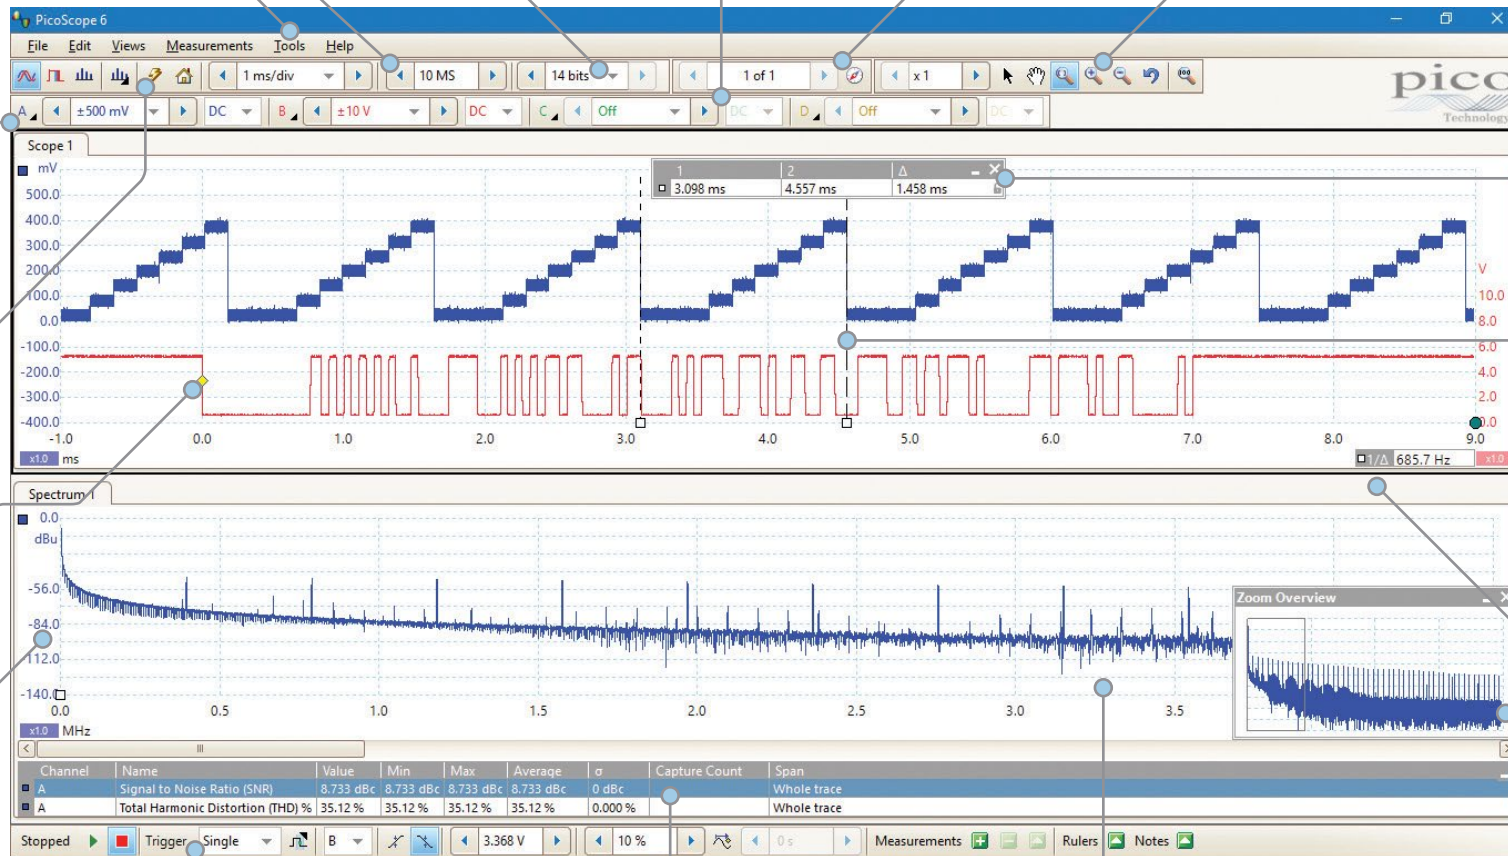 PicoScope 6
File Edit Views Measurements Tools Help
1 ms/div 10 MS 14 bits 1 of 1 x 1
pico
Technology
A ±500 mV DC B ±10 V DC C Off DC D Off DC
Scope 1
mV
500.0
400.0
300.0
200.0
100.0
0.0
-100.0
-200.0
-300.0
-400.0
1 2 Δ
3.098 ms 4.557 ms 1.458 ms
V
10.0
8.0
6.0
4.0
2.0
0.0
-1.0 0.0 1.0 2.0 3.0 4.0 5.0 6.0 7.0 8.0 9.0
x1.0 ms 1/Δ 685.7 Hz x1.0
Spectrum 1
0.0
dBu
-56.0
-84.0
-112.0
-140.0
Zoom Overview
0.0 0.5 1.0 1.5 2.0 2.5 3.0 3.5
x1.0 MHz
Channel Name Value Min Max Average σ Capture Count Span
A Signal to Noise Ratio (SNR) 8.733 dBc 8.733 dBc 8.733 dBc 8.733 dBc 0 dBc Whole trace
A Total Harmonic Distortion (THD) % 35.12 % 35.12 % 35.12 % 35.12 % 0.000 % Whole trace
Stopped Trigger Single B 3.368 V 10 % 0 s Measurements Rulers Notes